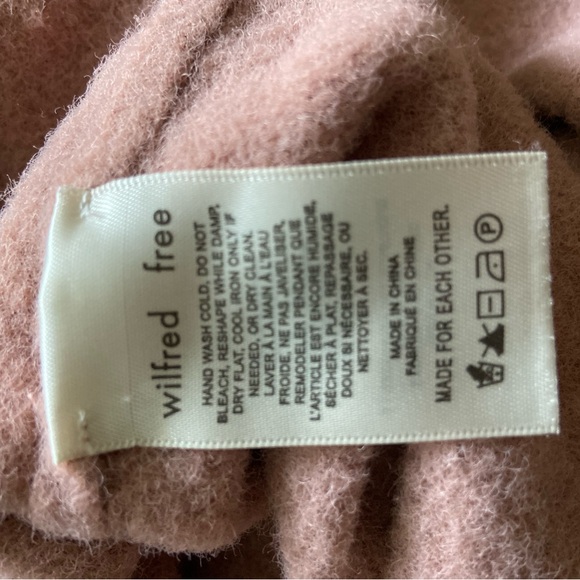 wilfred free
HAND WASH COLD, DO NOT
BLEACH, RESHAPE WHILE DAMP,
DRY FLAT, COOL IRON ONLY IF
NEEDED, OR DRY CLEAN.
LAVER À LA MAIN À L'EAU
FROIDE, NE PAS JAVELISER,
REMODELER PENDANT QUE
L'ARTICLE EST ENCORE HUMIDE,
SÉCHER À PLAT, REPASSAGE
DOUX SI NÉCESSAIRE, OU
NETTOYER À SEC.
MADE IN CHINA
FABRIQUÉ EN CHINE
MADE FOR EACH OTHER.
P